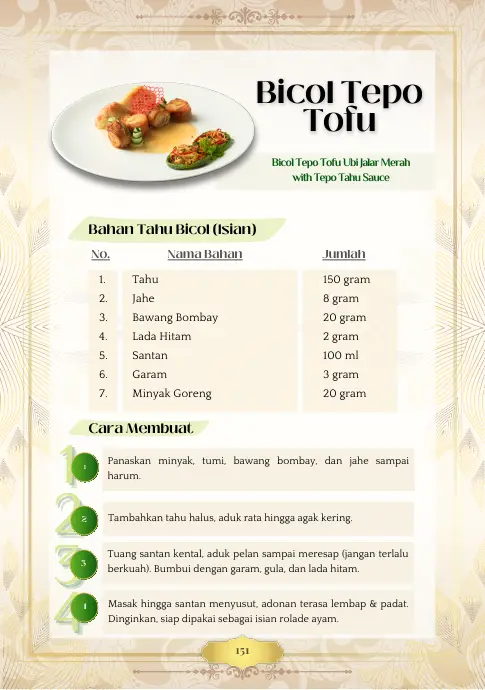 Bicol Tepo
Tofu
Bicol Tepo Tofu Ubi Jalar Merah
with Tepo Tahu Sauce
Bahan Tahu Bicol (Isian)
No. Nama Bahan Jumlah
1. Tahu 150 gram
2. Jahe 8 gram
3. Bawang Bombay 20 gram
4. Lada Hitam 2 gram
5. Santan 100 ml
6. Garam 3 gram
7. Minyak Goreng 20 gram
Cara Membuat
1 1 Panaskan minyak, tumi, bawang bombay, dan jahe sampai
harum.
2 2 Tambahkan tahu halus, aduk rata hingga agak kering.
3 3 Tuang santan kental, aduk pelan sampai meresap (jangan terlalu
berkuah). Bumbui dengan garam, gula, dan lada hitam.
4 1 Masak hingga santan menyusut, adonan terasa lembap & padat.
Dinginkan, siap dipakai sebagai isian rolade ayam.
151